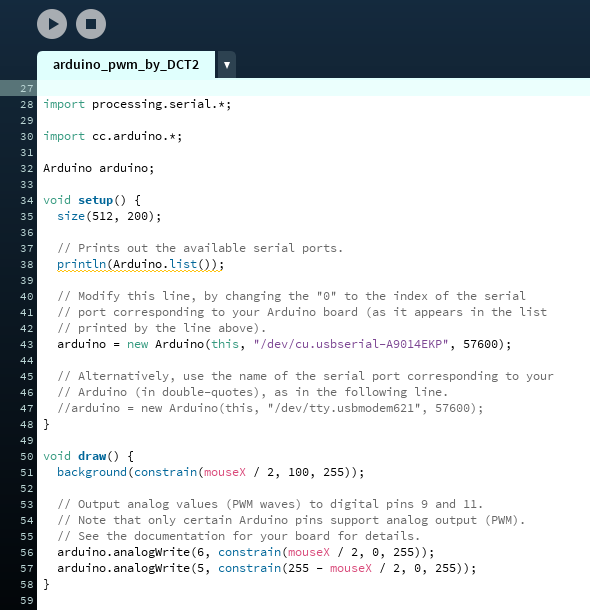 arduino_pwm_by_DCT2 ▼
27
28 import processing.serial.*;
29
30 import cc.arduino.*;
31
32 Arduino arduino;
33
34 void setup() {
35   size(512, 200);
36
37   // Prints out the available serial ports.
38   println(Arduino.list());
39
40   // Modify this line, by changing the "0" to the index of the serial
41   // port corresponding to your Arduino board (as it appears in the list
42   // printed by the line above).
43   arduino = new Arduino(this, "/dev/cu.usbserial-A9014EKP", 57600);
44
45   // Alternatively, use the name of the serial port corresponding to your
46   // Arduino (in double-quotes), as in the following line.
47   //arduino = new Arduino(this, "/dev/tty.usbmodem621", 57600);
48 }
49
50 void draw() {
51   background(constrain(mouseX / 2, 100, 255));
52
53   // Output analog values (PWM waves) to digital pins 9 and 11.
54   // Note that only certain Arduino pins support analog output (PWM).
55   // See the documentation for your board for details.
56   arduino.analogWrite(6, constrain(mouseX / 2, 0, 255));
57   arduino.analogWrite(5, constrain(255 - mouseX / 2, 0, 255));
58 }
59